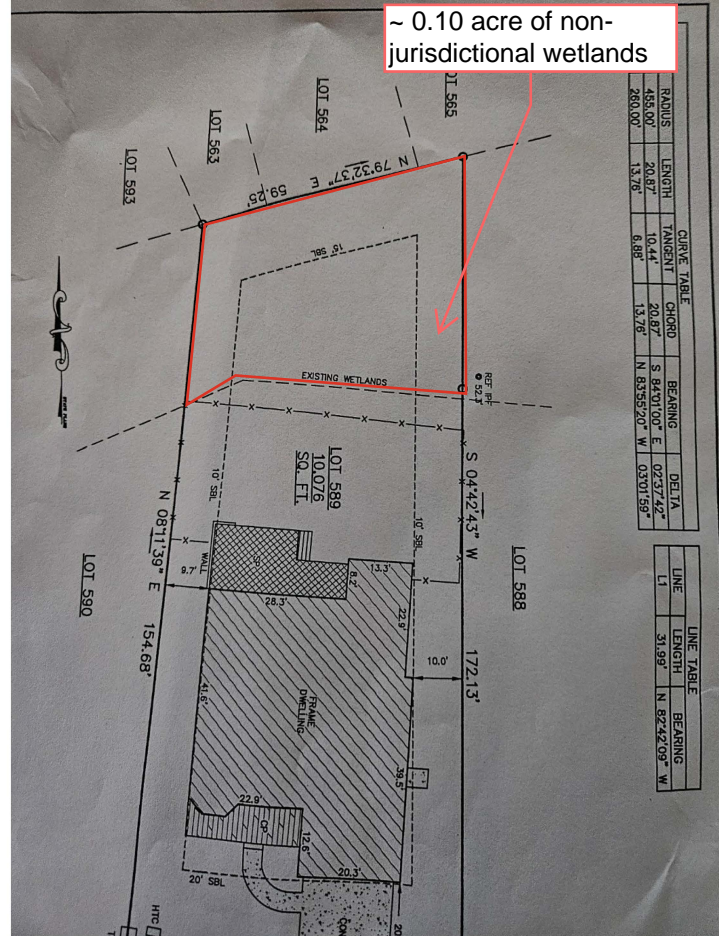 ~ 0.10 acre of non-
jurisdictional wetlands
CURVE TABLE
RADIUS LENGTH TANGENT CHORD BEARING DELTA
455.00' 20.87' 10.44' 20.87' S 84°01'00" E 02°37'42"
260.00' 13.76' 6.88' 13.76' N 83°55'20" W 03°01'59"
LINE TABLE
LINE LENGTH BEARING
L1 31.99' N 82°42'09" W
LOT 565
LOT 564
LOT 563
LOT 593
N 79°32'37" E
59.25'
15' SBL
EXISTING WETLANDS
REF IPF
52.3'
LOT 589
10,076
SQ. FT.
10' SBL
10' SBL
S 04°42'43" W
172.13'
LOT 588
N 08°11'39" E
154.68'
LOT 590
WALL
9.7'
SP
28.3'
8.2'
13.3'
22.9'
10.0'
FRAME
DWELLING
41.6'
39.5'
22.9'
CP
12.6'
20.3'
20' SBL
CON
20
HTC
T